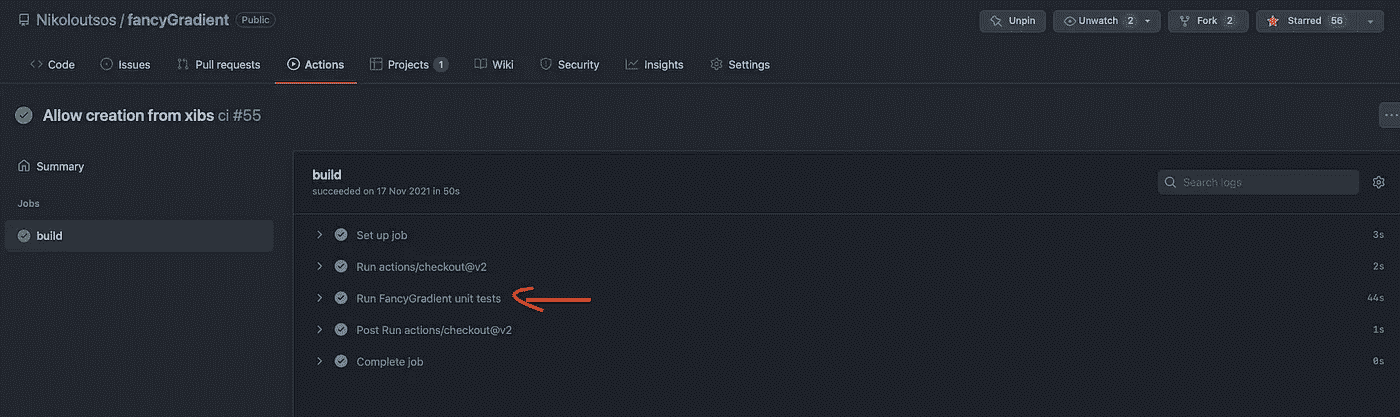 Nikoloutsos / fancyGradient Public Unpin Unwatch 2 Fork 2 Starred 56
Code Issues Pull requests Actions Projects 1 Wiki Security Insights Settings
Allow creation from xibs ci #55
Summary
Jobs
build
build
succeeded on 17 Nov 2021 in 50s
Search logs
Set up job 3s
Run actions/checkout@v2 2s
Run FancyGradient unit tests 44s
Post Run actions/checkout@v2 1s
Complete job 0s